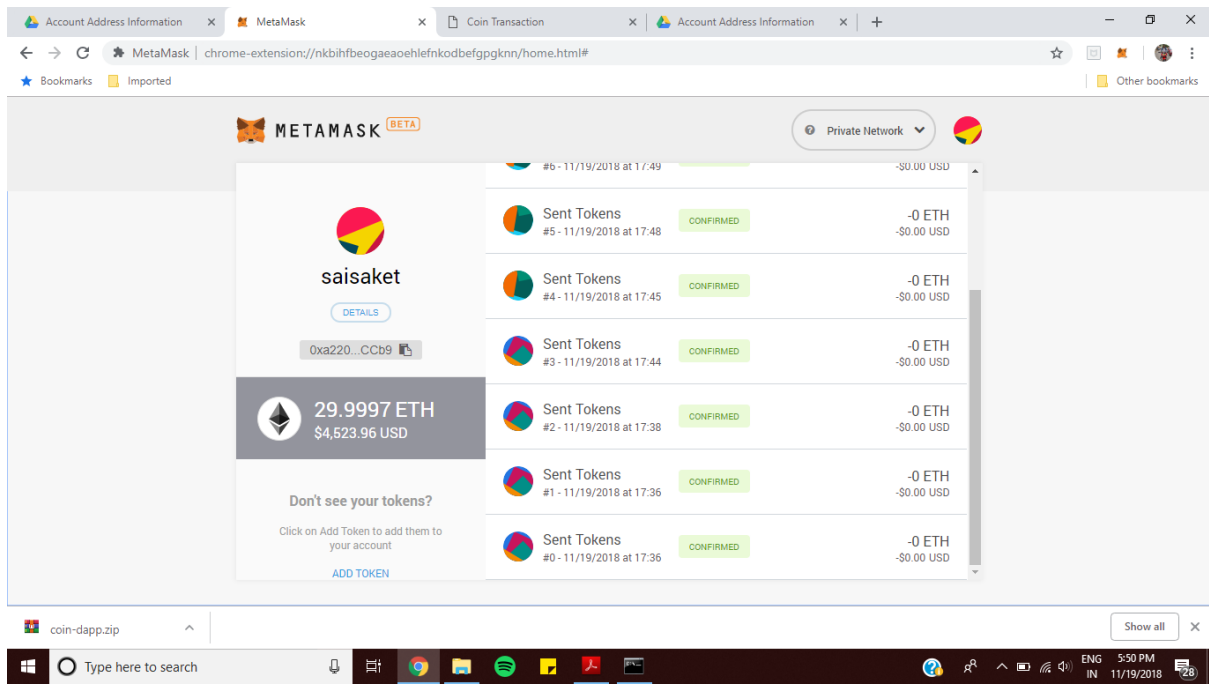 Account Address Information
MetaMask
Coin Transaction
Account Address Information
MetaMask
chrome-extension://nkbihfbeogaeaoehlefnkodbefgpgknn/home.html#
Bookmarks
Imported
Other bookmarks
METAMASK BETA
Private Network
saisaket
DETAILS
0xa220...CCb9
29.9997 ETH
$4,523.96 USD
Don't see your tokens?
Click on Add Token to add them to
your account
ADD TOKEN
#6 - 11/19/2018 at 17:49
-$0.00 USD
Sent Tokens
#5 - 11/19/2018 at 17:48
CONFIRMED
-0 ETH
-$0.00 USD
Sent Tokens
#4 - 11/19/2018 at 17:45
CONFIRMED
-0 ETH
-$0.00 USD
Sent Tokens
#3 - 11/19/2018 at 17:44
CONFIRMED
-0 ETH
-$0.00 USD
Sent Tokens
#2 - 11/19/2018 at 17:38
CONFIRMED
-0 ETH
-$0.00 USD
Sent Tokens
#1 - 11/19/2018 at 17:36
CONFIRMED
-0 ETH
-$0.00 USD
Sent Tokens
#0 - 11/19/2018 at 17:36
CONFIRMED
-0 ETH
-$0.00 USD
coin-dapp.zip
Show all
Type here to search
ENG
IN
5:50 PM
11/19/2018
28